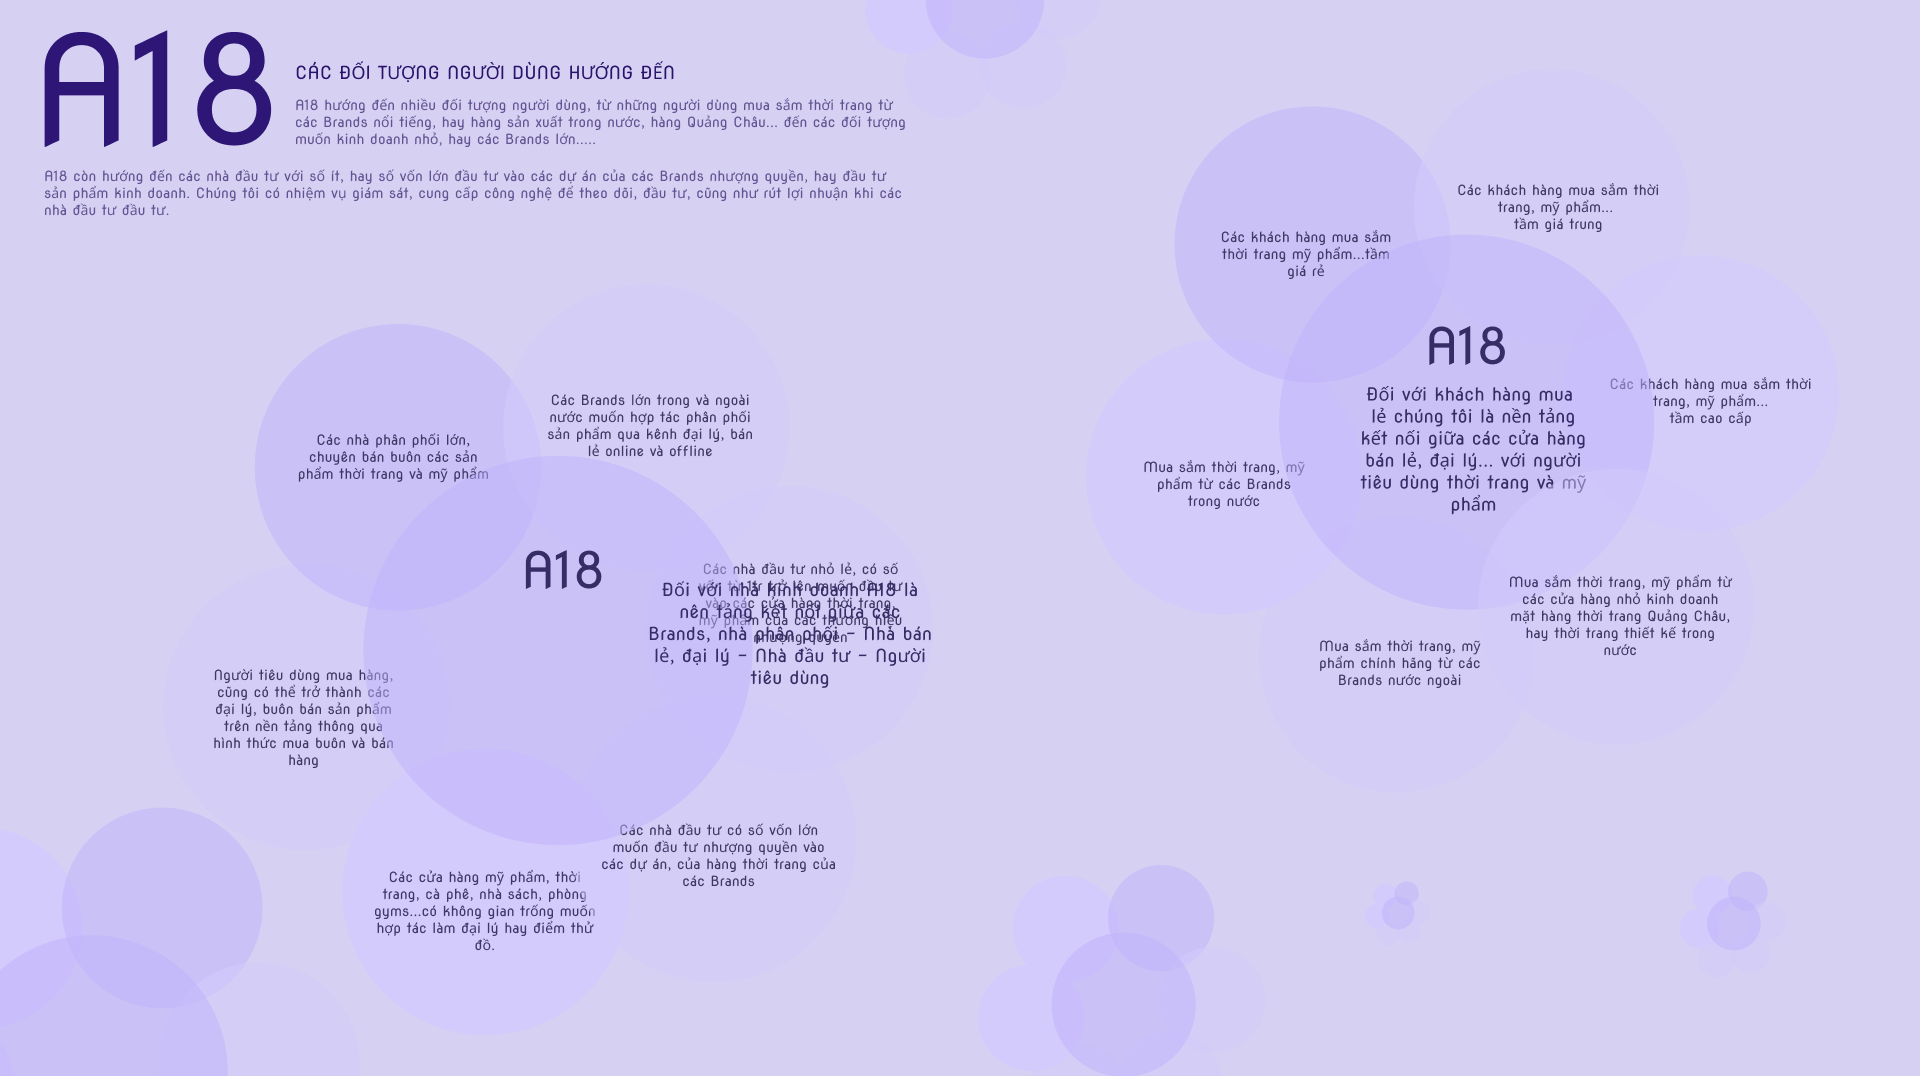 A18
CÁC ĐỐI TƯỢNG NGƯỜI DÙNG HƯỚNG ĐẾN
A18 hướng đến nhiều đối tượng người dùng, từ những người dùng mua sắm thời trang từ
các Brands nổi tiếng, hay hàng sản xuất trong nước, hàng Quảng Châu... đến các đối tượng
muốn kinh doanh nhỏ, hay các Brands lớn.....
A18 còn hướng đến các nhà đầu tư với số ít, hay số vốn lớn đầu tư vào các dự án của các Brands nhượng quyền, hay đầu tư
sản phẩm kinh doanh. Chúng tôi có nhiệm vụ giám sát, cung cấp công nghệ để theo dõi, đầu tư, cũng như rút lợi nhuận khi các
nhà đầu tư đầu tư.
Các nhà phân phối lớn,
chuyên bán buôn các sản
phẩm thời trang và mỹ phẩm
Các Brands lớn trong và ngoài
nước muốn hợp tác phân phối
sản phẩm qua kênh đại lý, bán
lẻ online và offline
A18
Các nhà đầu tư nhỏ lẻ, có số
vốn từ 1tr trở lên muốn đầu tư
vào các cửa hàng thời trang,
mỹ phẩm của các thương hiệu
nhượng quyền
Đối với nhà kinh doanh A18 là
nên tảng kết nối giữa các
Brands, nhà phân phối – Nhà bán
lẻ, đại lý – Nhà đầu tư – Người
tiêu dùng
Người tiêu dùng mua hàng,
cũng có thể trở thành các
đại lý, buôn bán sản phẩm
trên nền tảng thông qua
hình thức mua buôn và bán
hàng
Các cửa hàng mỹ phẩm, thời
trang, cà phê, nhà sách, phòng
gyms...có không gian trống muốn
hợp tác làm đại lý hay điểm thử
đồ.
Các nhà đầu tư có số vốn lớn
muốn đầu tư nhượng quyền vào
các dự án, của hàng thời trang của
các Brands
Các khách hàng mua sắm
thời trang mỹ phẩm...tầm
giá rẻ
Các khách hàng mua sắm thời
trang, mỹ phẩm...
tầm giá trung
A18
Đối với khách hàng mua
lẻ chúng tôi là nền tảng
kết nối giữa các cửa hàng
bán lẻ, đại lý... với người
tiêu dùng thời trang và mỹ
phẩm
Các khách hàng mua sắm thời
trang, mỹ phẩm...
tầm cao cấp
Mua sắm thời trang, mỹ
phẩm từ các Brands
trong nước
Mua sắm thời trang, mỹ
phẩm chính hãng từ các
Brands nước ngoài
Mua sắm thời trang, mỹ phẩm từ
các cửa hàng nhỏ kinh doanh
mặt hàng thời trang Quảng Châu,
hay thời trang thiết kế trong
nước